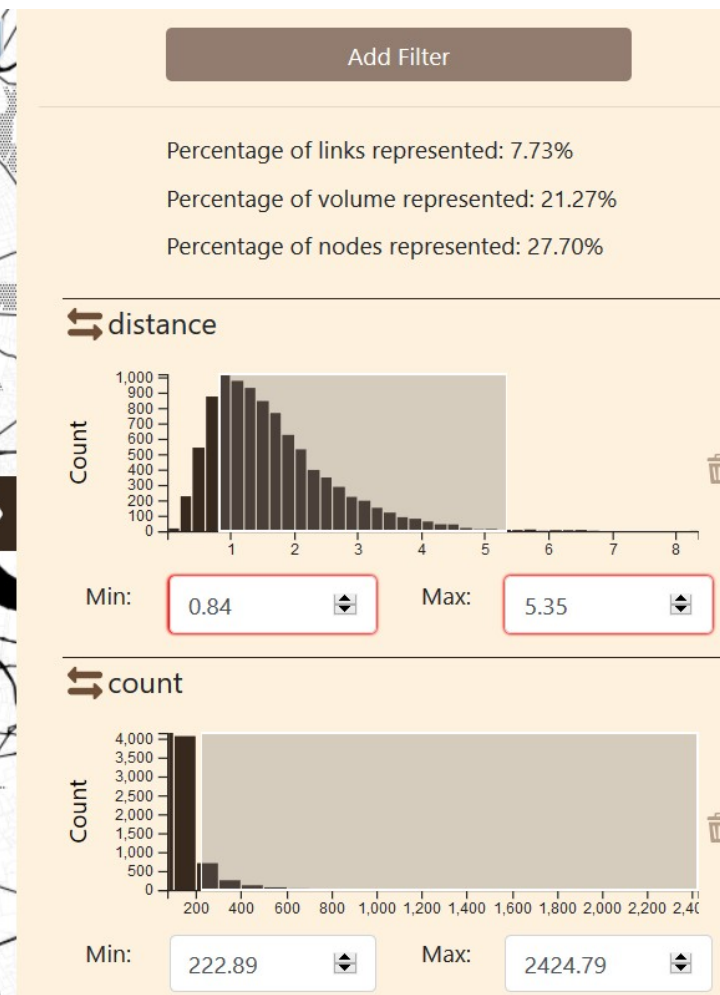 Add Filter
Percentage of links represented: 7.73%
Percentage of volume represented: 21.27%
Percentage of nodes represented: 27.70%
distance
Count
1,000
900
800
700
600
500
400
300
200
100
0
1 2 3 4 5 6 7 8
Min: 0.84 Max: 5.35
count
Count
4,000
3,500
3,000
2,500
2,000
1,500
1,000
500
0
200 400 600 800 1,000 1,200 1,400 1,600 1,800 2,000 2,200 2,40
Min: 222.89 Max: 2424.79